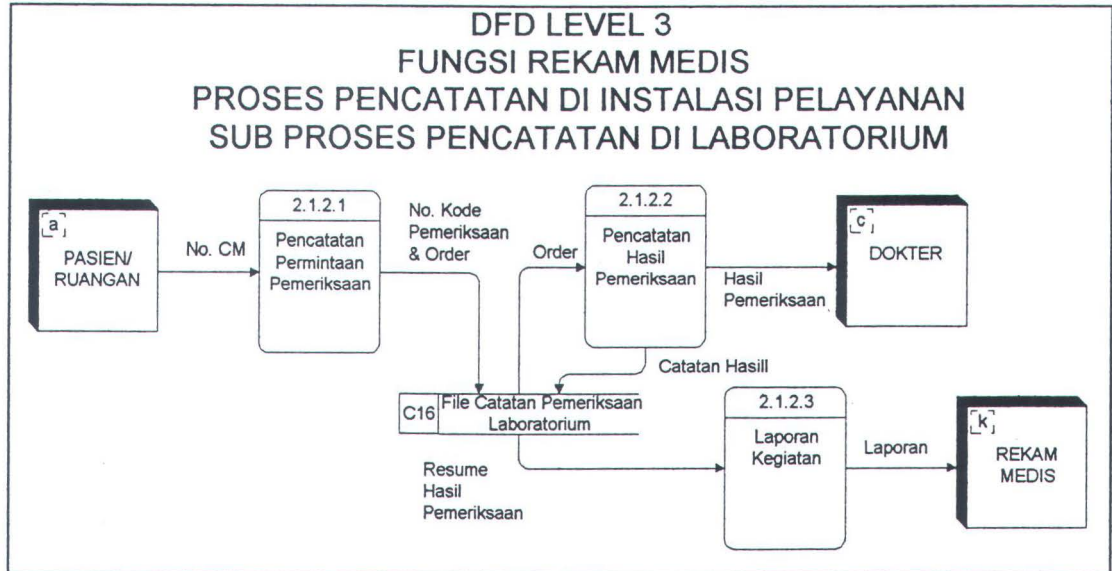 DFD LEVEL 3
FUNGSI REKAM MEDIS
PROSES PENCATATAN DI INSTALASI PELAYANAN
SUB PROSES PENCATATAN DI LABORATORIUM
a
PASIEN/
RUANGAN
No. CM
2.1.2.1
Pencatatan
Permintaan
Pemeriksaan
No. Kode
Pemeriksaan
& Order
Order
2.1.2.2
Pencatatan
Hasil
Pemeriksaan
Hasil
Pemeriksaan
c
DOKTER
Catatan Hasill
C16
File Catatan Pemeriksaan
Laboratorium
Resume
Hasil
Pemeriksaan
2.1.2.3
Laporan
Kegiatan
Laporan
k
REKAM
MEDIS